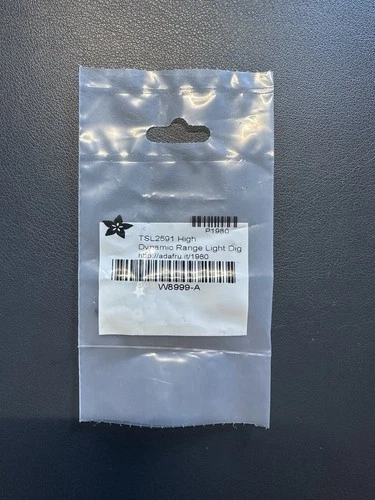 P1980
TSL2591 High
Dynamic Range Light Dig
http://adafru.it/1980
W8999-A